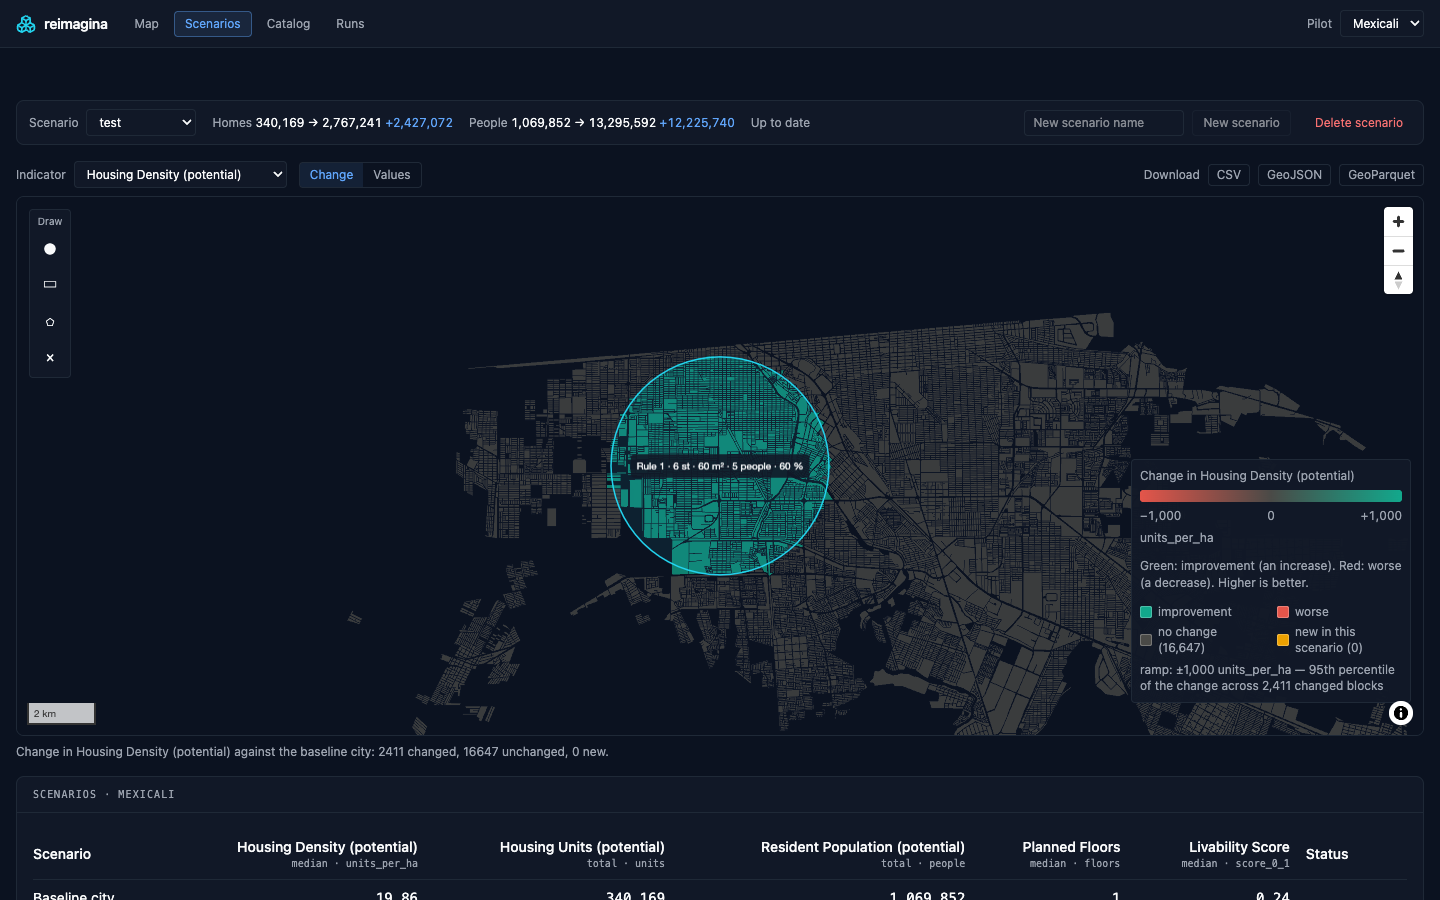 reimagina Map Scenarios Catalog Runs Pilot Mexicali
Scenario test Homes 340,169 → 2,767,241 +2,427,072 People 1,069,852 → 13,295,592 +12,225,740 Up to date New scenario name New scenario Delete scenario
Indicator Housing Density (potential) Change Values Download CSV GeoJSON GeoParquet
Draw
Rule 1 · 6 st · 60 m² · 5 people · 60 %
Change in Housing Density (potential)
−1,000 0 +1,000
units_per_ha
Green: improvement (an increase). Red: worse
(a decrease). Higher is better.
improvement worse
no change new in this
(16,647) scenario (0)
ramp: ±1,000 units_per_ha — 95th percentile
of the change across 2,411 changed blocks
2 km
Change in Housing Density (potential) against the baseline city: 2411 changed, 16647 unchanged, 0 new.
SCENARIOS · MEXICALI
Scenario Housing Density (potential) Housing Units (potential) Resident Population (potential) Planned Floors Livability Score Status
median · units_per_ha total · units total · people median · floors median · score_0_1
Baseline city 19.86 340,169 1,069,852 1 0.24